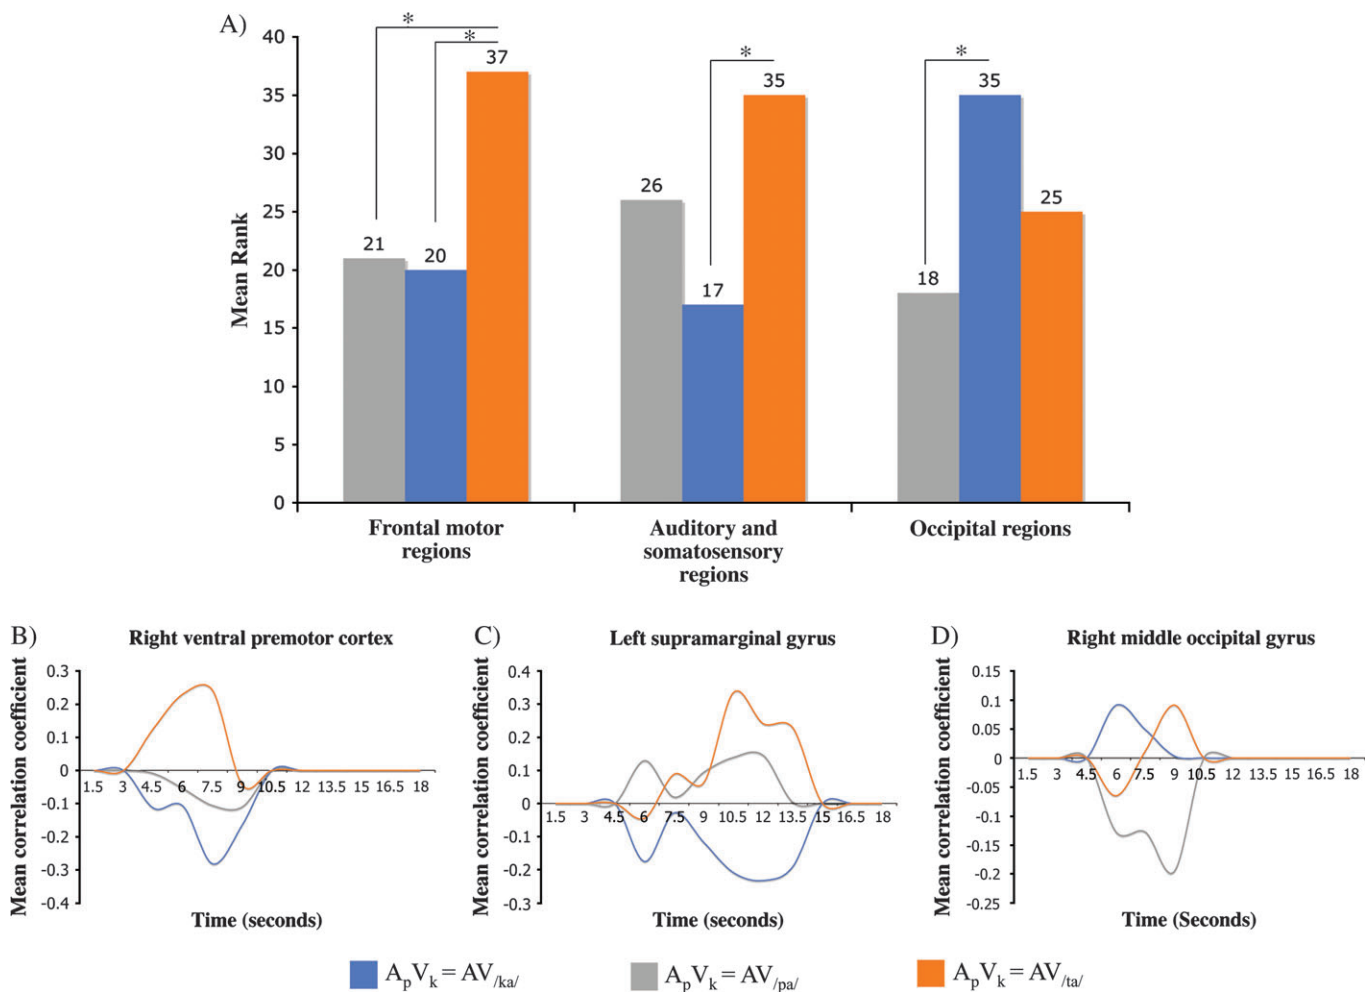 A)
Mean Rank
40
35
30
25
20
15
10
5
0
*
*
*
*
21
20
37
26
17
35
18
35
25
Frontal motor
regions
Auditory and
somatosensory
regions
Occipital regions
B)
Right ventral premotor cortex
Mean correlation coefficient
0.3
0.2
0.1
0
-0.1
-0.2
-0.3
-0.4
1.5 3 4.5 6 7.5 9 10.5 12 13.5 15 16.5 18
Time (seconds)
C)
Left supramarginal gyrus
Mean correlation coefficient
0.4
0.3
0.2
0.1
0
-0.1
-0.2
-0.3
1.5 3 4.5 6 7.5 9 10.5 12 13.5 15 16.5 18
Time (seconds)
D)
Right middle occipital gyrus
Mean correlation coefficient
0.15
0.1
0.05
0
-0.05
-0.1
-0.15
-0.2
-0.25
1.5 3 4.5 6 7.5 9 10.5 12 13.5 15 16.5 18
Time (Seconds)
ApVk = AV/ka/
ApVk = AV/pa/
ApVk = AV/ta/